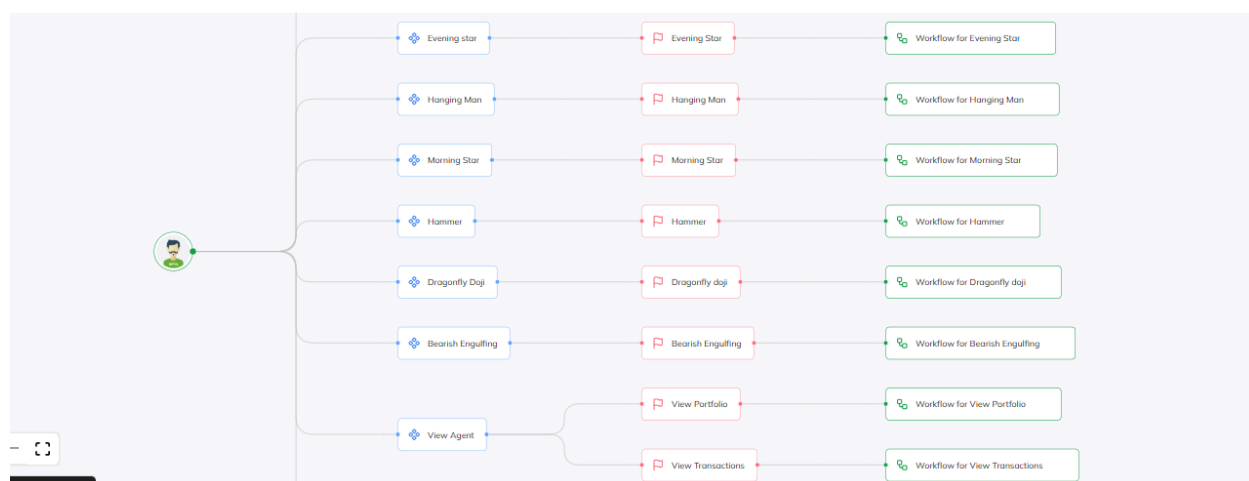 Evening star Evening Star Workflow for Evening Star
Hanging Man Hanging Man Workflow for Hanging Man
Morning Star Morning Star Workflow for Morning Star
Hammer Hammer Workflow for Hammer
Dragonfly Doji Dragonfly doji Workflow for Dragonfly doji
Bearish Engulfing Bearish Engulfing Workflow for Bearish Engulfing
View Portfolio Workflow for View Portfolio
View Agent
View Transactions Workflow for View Transactions